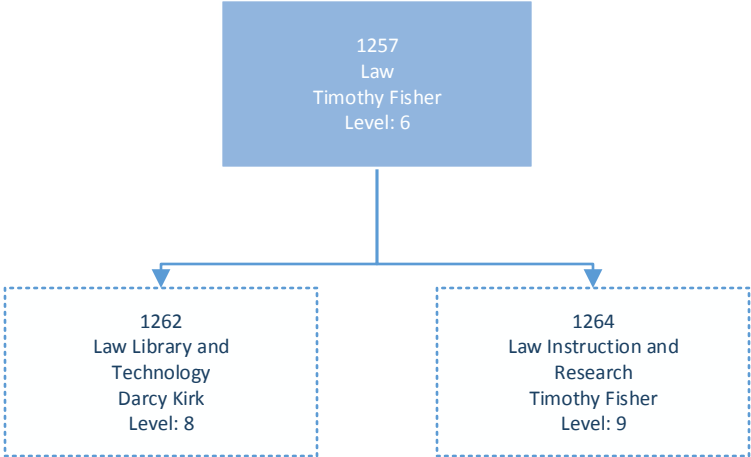 1257
Law
Timothy Fisher
Level: 6
1262
Law Library and
Technology
Darcy Kirk
Level: 8
1264
Law Instruction and
Research
Timothy Fisher
Level: 9